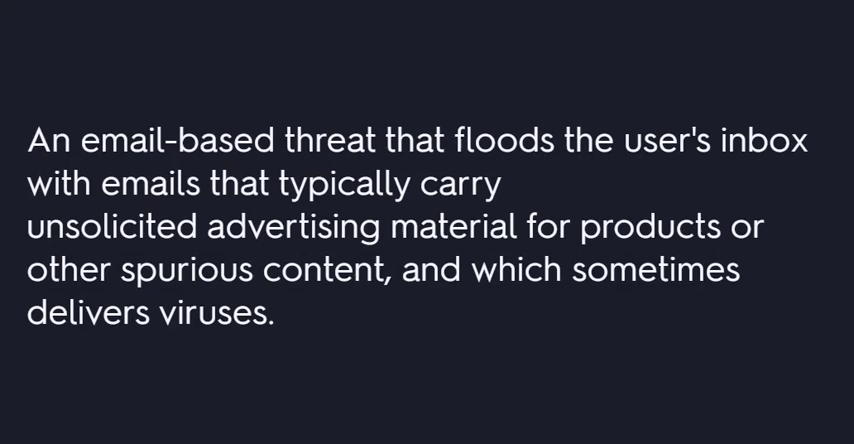 An email-based threat that floods the user's inbox
with emails that typically carry
unsolicited advertising material for products or
other spurious content, and which sometimes
delivers viruses.